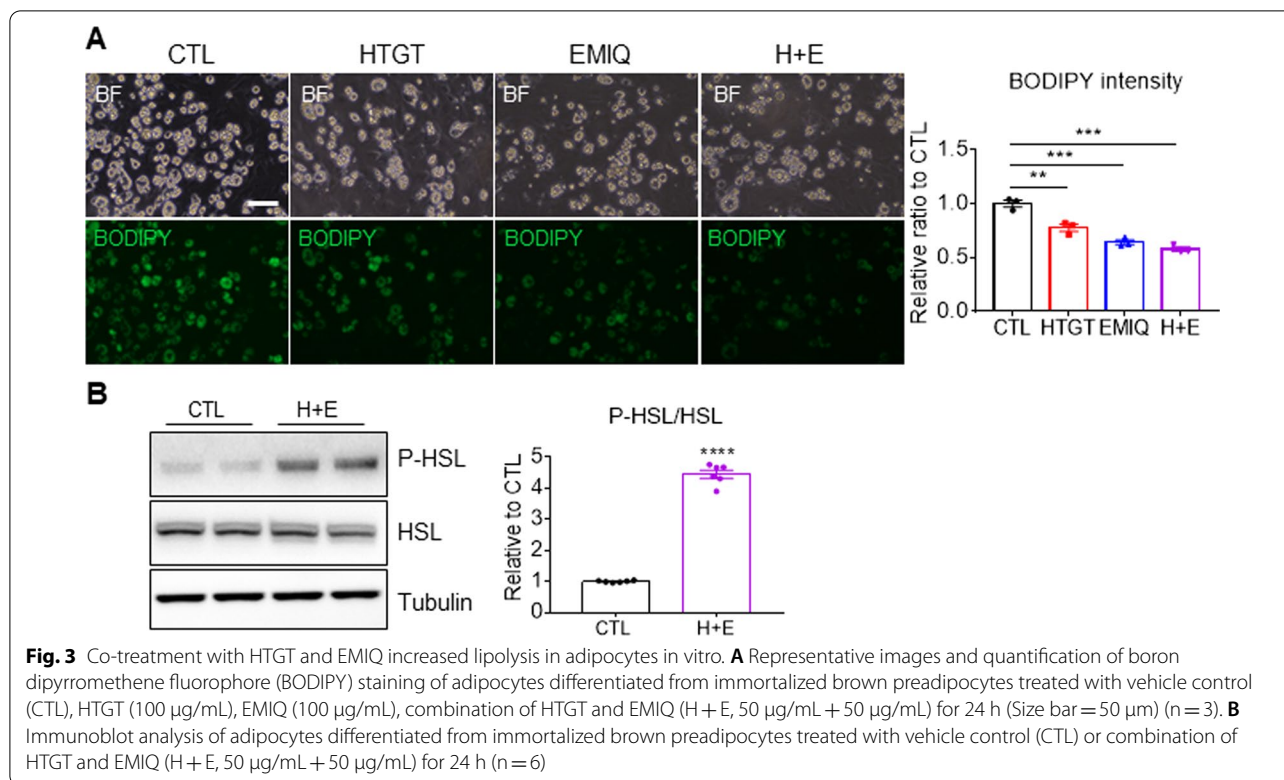 A
CTL HTGT EMIQ H+E
BF BF BF BF
BODIPY BODIPY BODIPY BODIPY
BODIPY intensity
Relative ratio to CTL
***
***
**
1.5
1.0
0.5
0.0
CTL HTGT EMIQ H+E
B
CTL H+E
P-HSL
HSL
Tubulin
P-HSL/HSL
Relative to CTL
****
5
4
2
1
0
CTL H+E
Fig. 3 Co-treatment with HTGT and EMIQ increased lipolysis in adipocytes in vitro. A Representative images and quantification of boron
dipyrromethene fluorophore (BODIPY) staining of adipocytes differentiated from immortalized brown preadipocytes treated with vehicle control
(CTL), HTGT (100 µg/mL), EMIQ (100 µg/mL), combination of HTGT and EMIQ (H + E, 50 µg/mL + 50 µg/mL) for 24 h (Size bar = 50 µm) (n = 3). B
Immunoblot analysis of adipocytes differentiated from immortalized brown preadipocytes treated with vehicle control (CTL) or combination of
HTGT and EMIQ (H + E, 50 µg/mL + 50 µg/mL) for 24 h (n = 6)